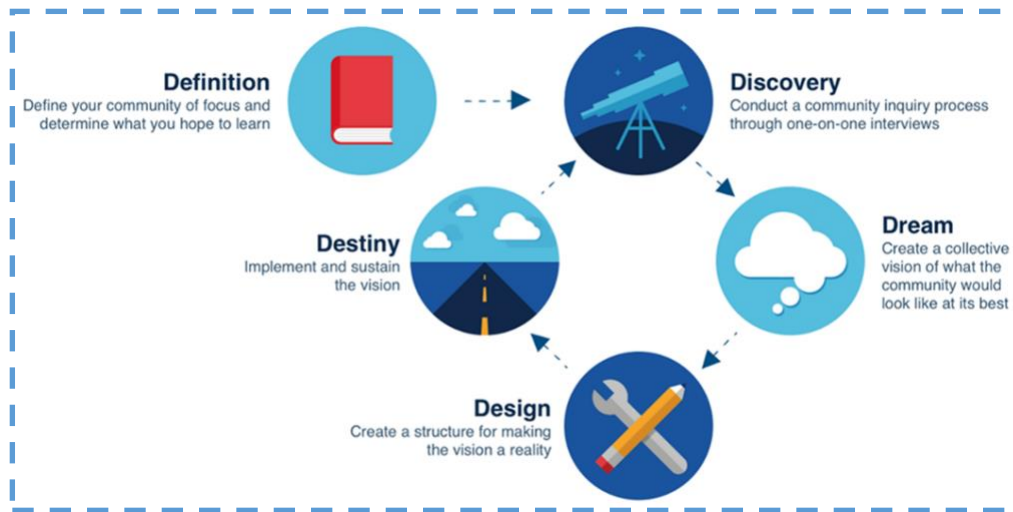 Definition
Define your community of focus and
determine what you hope to learn
Discovery
Conduct a community inquiry process
through one-on-one interviews
Dream
Create a collective
vision of what the
community would
look like at its best
Design
Create a structure for making
the vision a reality
Destiny
Implement and sustain
the vision